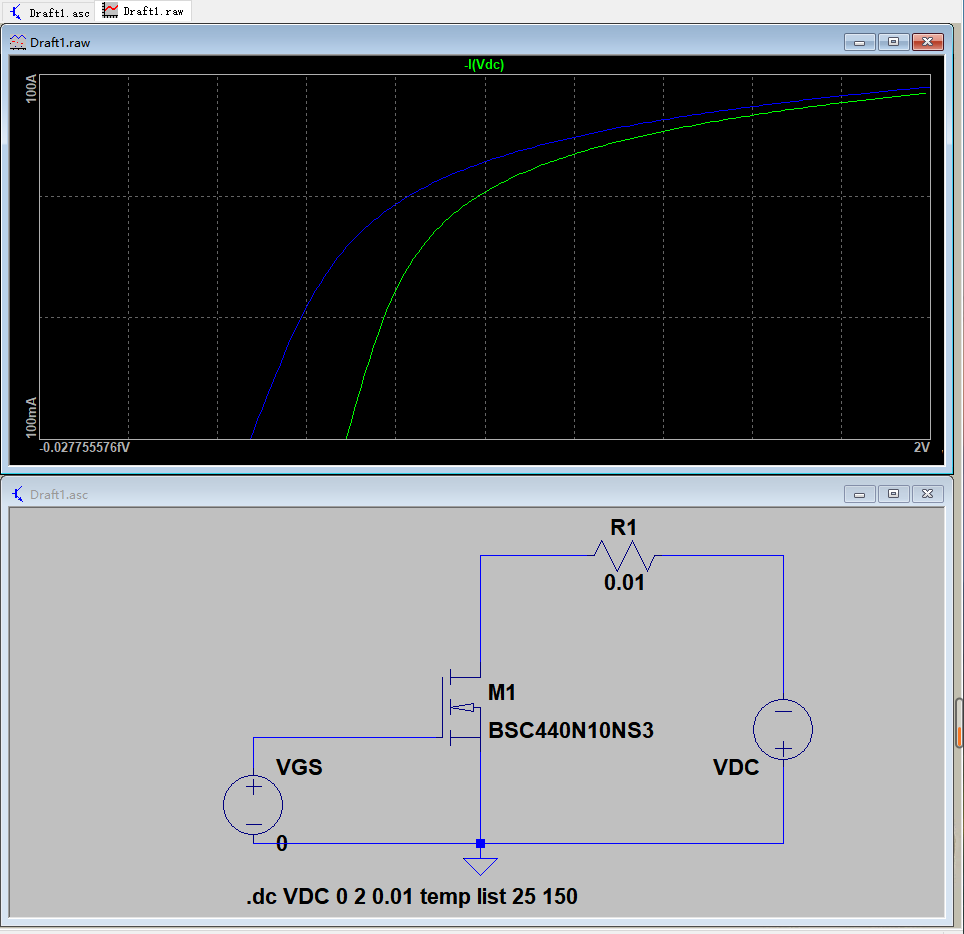 Draft1.asc Draft1.raw
Draft1.raw
-I(Vdc)
100A
100mA
-0.027755576fV 2V
Draft1.asc
R1
0.01
M1
BSC440N10NS3
VGS
VDC
0
.dc VDC 0 2 0.01 temp list 25 150